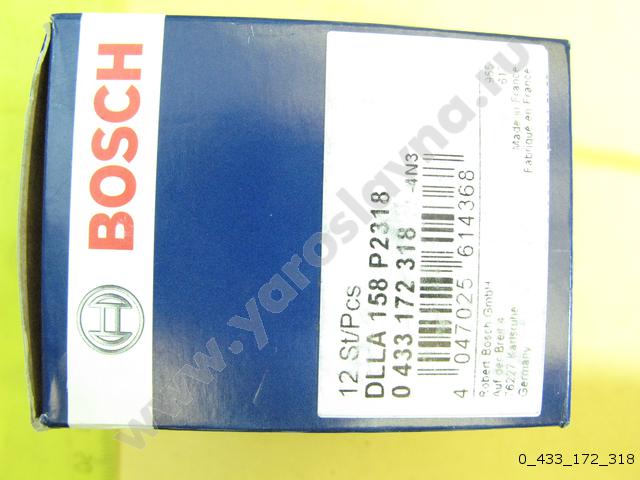 BOSCH
12 St/Pcs
DLLA 158 P2318
0 433 172 318
-4N3
4 047025 614368
Robert Bosch GmbH
Auf der Breit 4
76227 Karlsruhe
Germany
Made in France
Fabriqué en France
www.yaroslavna.ru
0_433_172_318